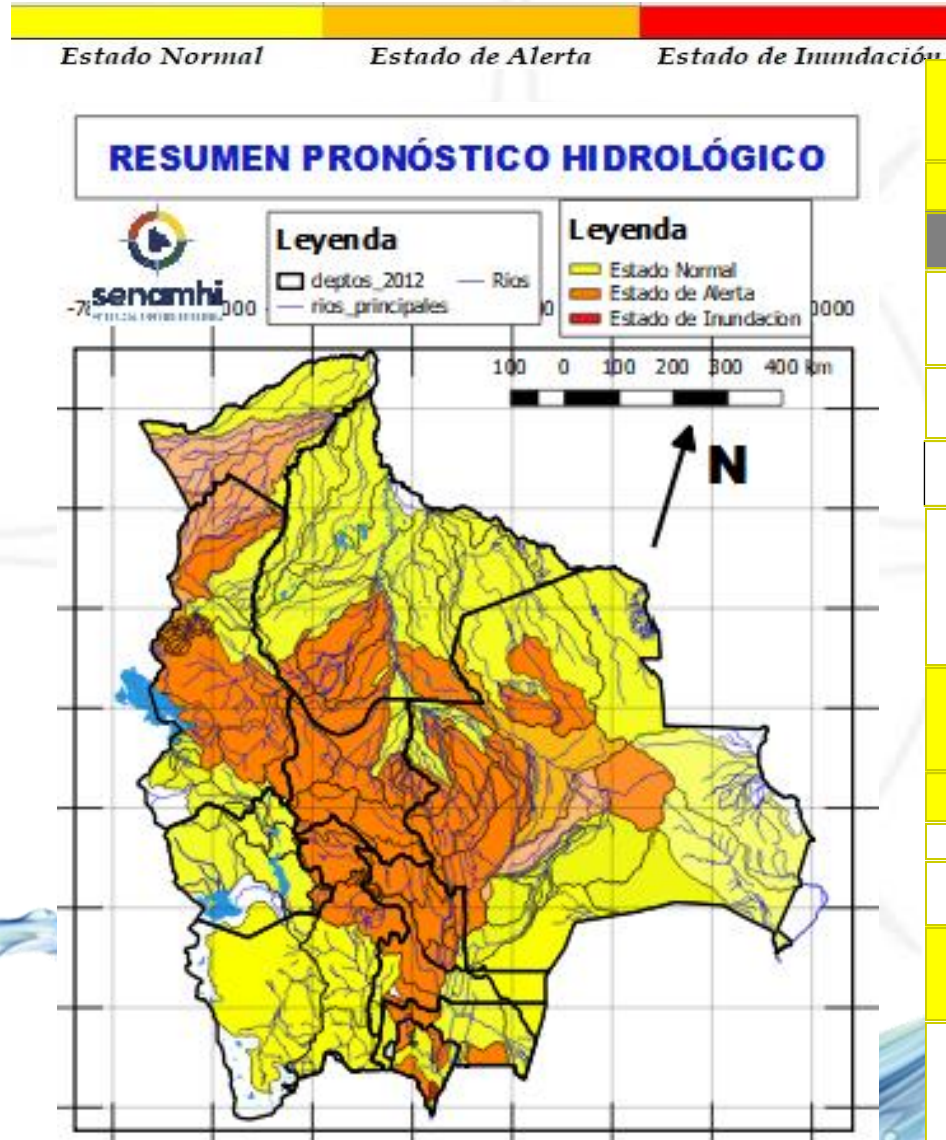 Estado Normal Estado de Alerta Estado de Inundación
RESUMEN PRONÓSTICO HIDROLÓGICO
senamhi
Leyenda
deptos_2012 Rios
rios_principales
Leyenda
Estado Normal
Estado de Alerta
Estado de Inundacion
100 0 100 200 300 400 km
N